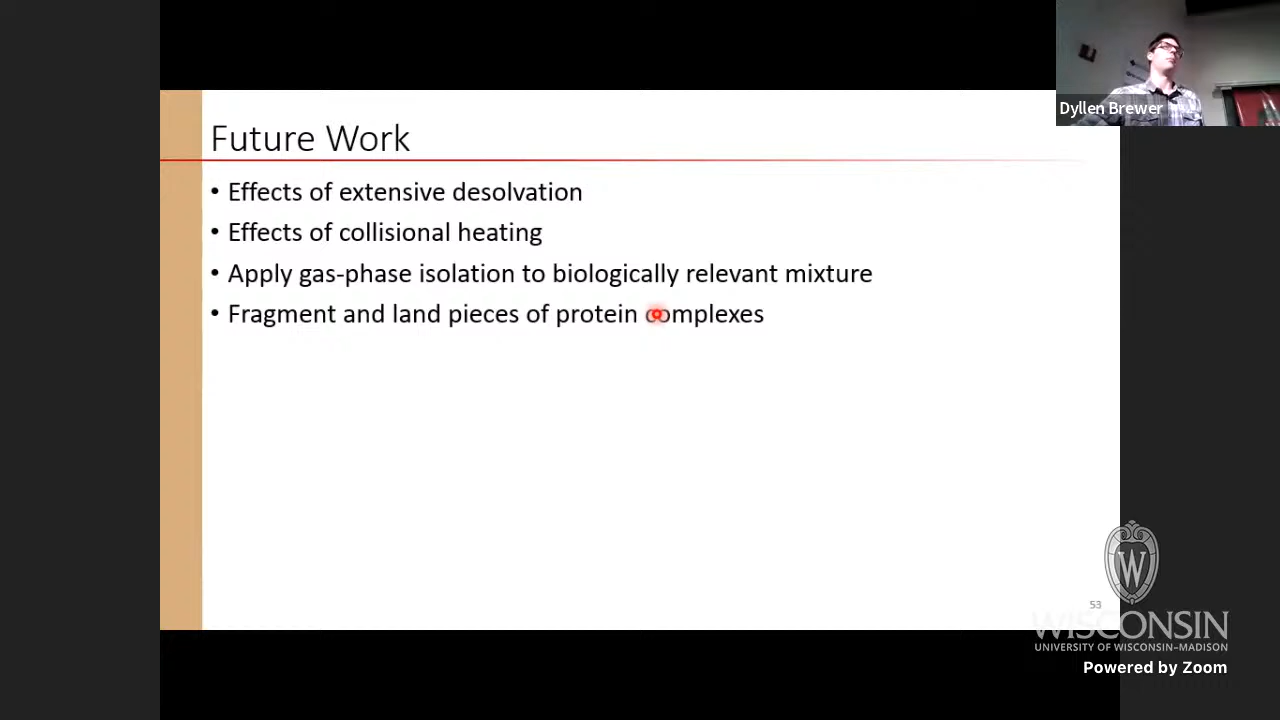 Dyllen Brewer
Future Work
• Effects of extensive desolvation
• Effects of collisional heating
• Apply gas-phase isolation to biologically relevant mixture
• Fragment and land pieces of protein complexes
53
W
WISCONSIN
UNIVERSITY OF WISCONSIN–MADISON
Powered by Zoom